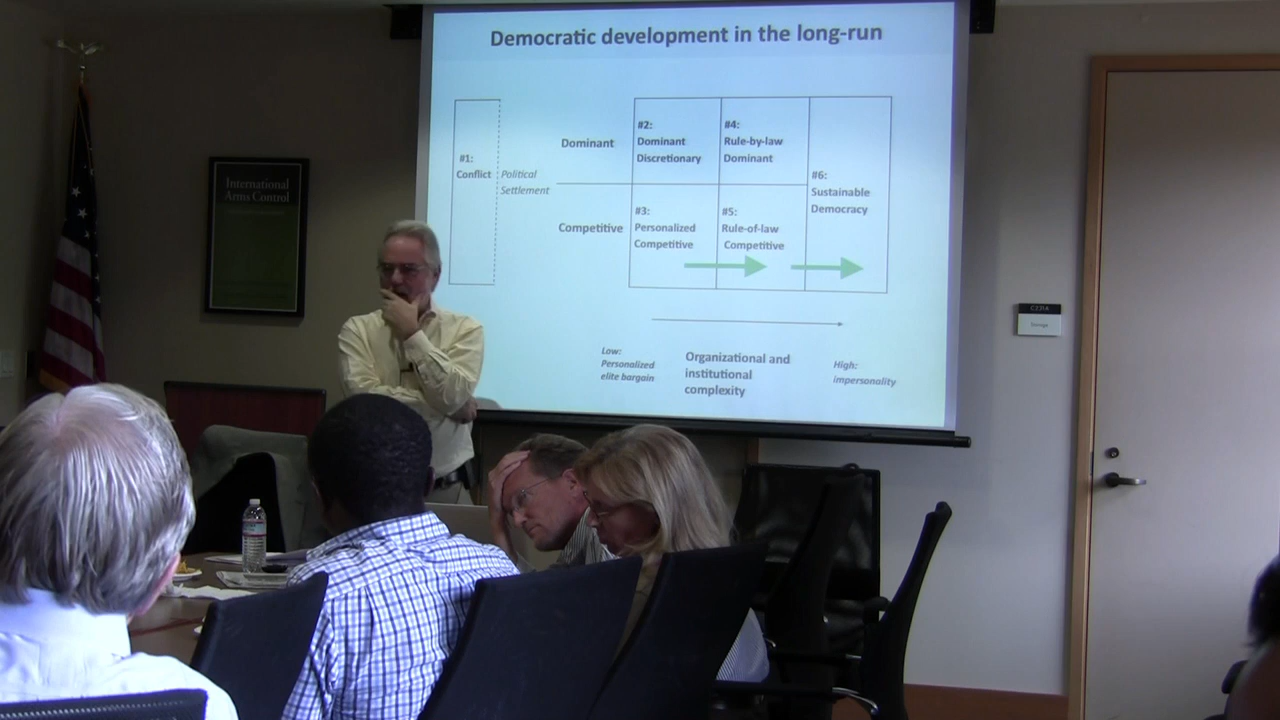 Democratic development in the long-run
#1:
Conflict
Political
Settlement
Dominant
#2:
Dominant
Discretionary
#4:
Rule-by-law
Dominant
#6:
Sustainable
Democracy
Competitive
#3:
Personalized
Competitive
#5:
Rule-of-law
Competitive
Low:
Personalized
elite bargain
Organizational and
institutional
complexity
High:
impersonality
International
Arms Control
C231A
Storage